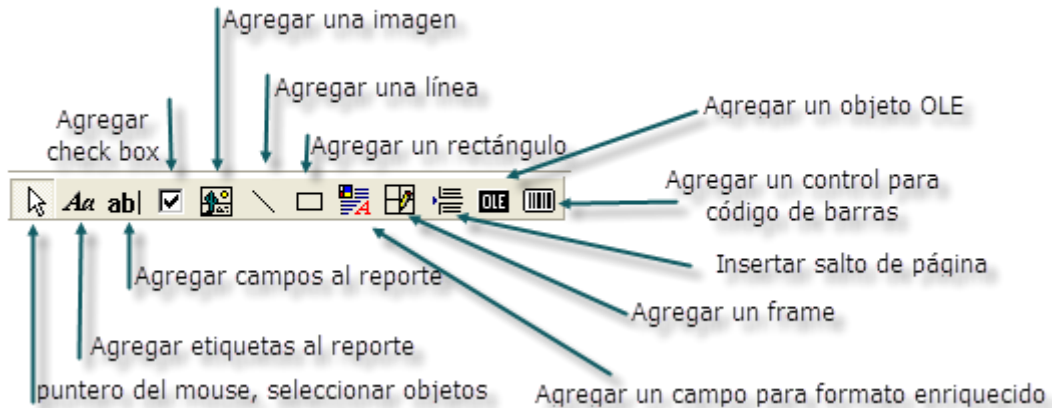 Agregar una imagen
Agregar una línea
Agregar un objeto OLE
Agregar
check box
Agregar un rectángulo
Agregar un control para
código de barras
Aa ab| OLE
Insertar salto de página
Agregar campos al reporte
Agregar un frame
Agregar etiquetas al reporte
puntero del mouse, seleccionar objetos
Agregar un campo para formato enriquecido